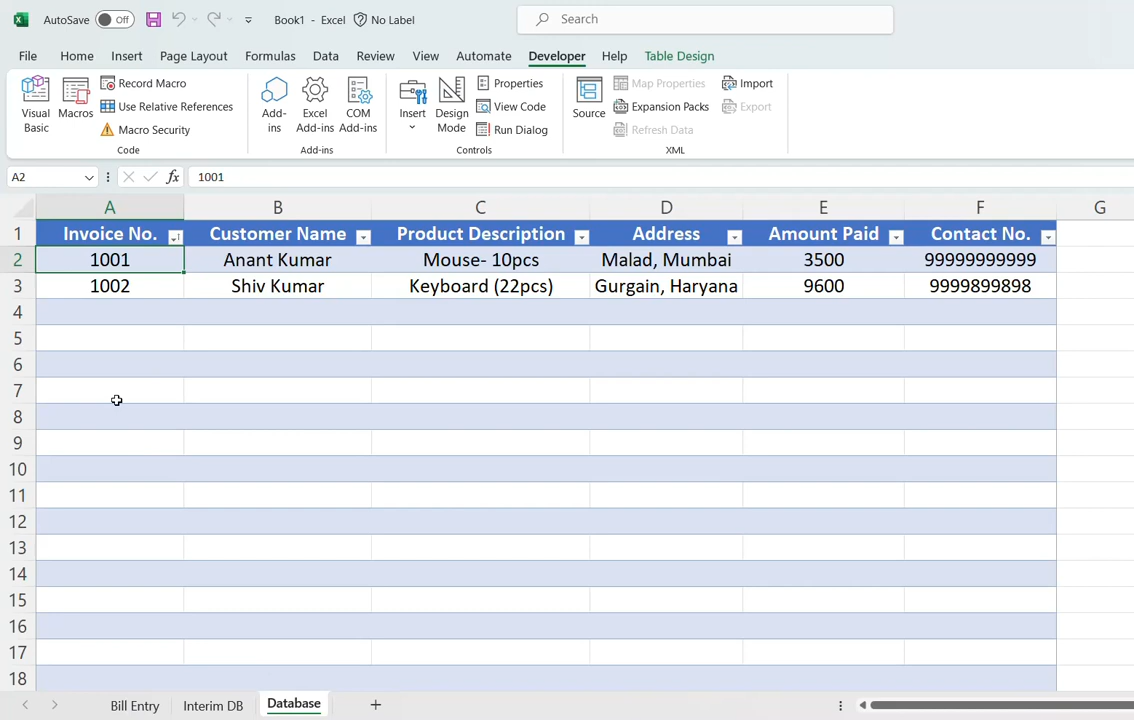 AutoSave Off Book1 - Excel No Label Search
File Home Insert Page Layout Formulas Data Review View Automate Developer Help Table Design
Visual Basic
Macros
Record Macro
Use Relative References
Macro Security
Code
Add-ins
Excel Add-ins
COM Add-ins
Add-ins
Insert
Design Mode
Properties
View Code
Run Dialog
Controls
Source
Map Properties
Expansion Packs
Refresh Data
Import
Export
XML
A2 fx 1001
A B C D E F G
1 Invoice No. Customer Name Product Description Address Amount Paid Contact No.
2 1001 Anant Kumar Mouse- 10pcs Malad, Mumbai 3500 99999999999
3 1002 Shiv Kumar Keyboard (22pcs) Gurgain, Haryana 9600 9999899898
4
5
6
7
8
9
10
11
12
13
14
15
16
17
18
Bill Entry Interim DB Database